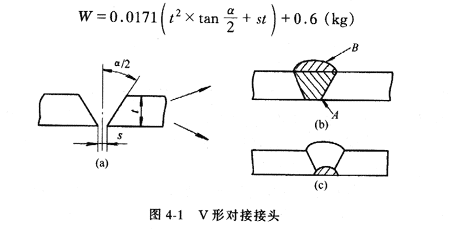 W = 0.0171(t² × tan α/2 + st) + 0.6 (kg)
α/2
t
s
(a)
B
A
(b)
(c)
图 4-1 V 形对接接头